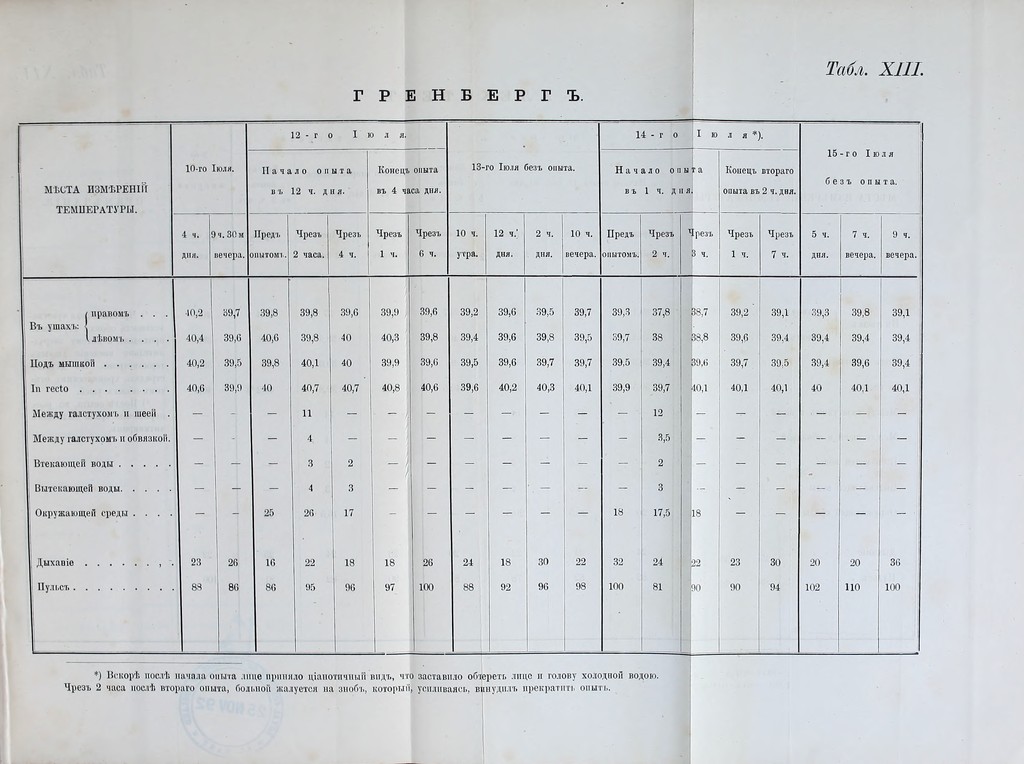 Табл. XIII.
ГРЕНБЕРГЪ.
МѢСТА ИЗМѢРЕНІЙ ТЕМПЕРАТУРЫ.
10-го Іюля.
12-го Іюля.
13-го Іюля безъ опыта.
14-го Іюля *).
15-го Іюля безъ опыта.
Начало опыта въ 12 ч. дня.
Конецъ опыта въ 4 часа дня.
Начало опыта въ 1 ч. дня.
Конецъ втораго опыта въ 2 ч. дня.
4 ч. дня. 9 ч. 30 м вечера. Предъ опытомъ. Чрезъ 2 часа. Чрезъ 4 ч. Чрезъ 1 ч. Чрезъ 6 ч. 10 ч. утра. 12 ч. дня. 2 ч. дня. 10 ч. вечера. Предъ опытомъ. Чрезъ 2 ч. Чрезъ 3 ч. Чрезъ 1 ч. Чрезъ 7 ч. 5 ч. дня. 7 ч. вечера. 9 ч. вечера.
Въ ушахъ:
правомъ . . . 40,2 39,7 39,8 39,8 39,6 39,9 39,6 39,2 39,6 39,5 39,7 39,3 37,8 38,7 39,2 39,1 39,3 39,8 39,1
лѣвомъ . . . . 40,4 39,6 40,6 39,8 40 40,3 39,8 39,4 39,6 39,8 39,5 39,7 38 38,8 39,6 39,4 39,4 39,4 39,4
Подъ мышкой . . . . . . 40,2 39,5 39,8 40,1 40 39,9 39,6 39,5 39,6 39,7 39,7 39,5 39,4 39,6 39,7 39,5 39,4 39,6 39,4
In recto . . . . . . . . 40,6 39,9 40 40,7 40,7 40,8 40,6 39,6 40,2 40,3 40,1 39,9 39,7 40,1 40,1 40,1 40 40,1 40,1
Между галстухомъ и шеей . — — — 11 — — — — — — — — 12 — — — — — —
Между галстухомъ и обвязкой. — - — 4 — — — — — — — — 3,5 — — — — — —
Втекающей воды . . . . . — — — 3 2 — — — — — — — 2 — — — — — —
Вытекающей воды. . . . . — — — 4 3 — — — — — — — 3 — — — — — —
Окружающей среды . . . . — — 25 26 17 — — — — — — 18 17,5 18 — — — — —
Дыханіе . . . . . . , . 23 26 16 22 18 18 26 24 18 30 22 32 24 22 23 30 20 20 36
Пульсъ . . . . . . . . . 88 86 86 95 96 97 100 88 92 96 98 100 81 90 90 94 102 110 100
*) Вскорѣ послѣ начала опыта лице приняло ціанотичный видъ, что заставило обтереть лице и голову холодной водою.
Чрезъ 2 часа послѣ втораго опыта, больной жалуется на знобъ, который, усиливаясь, вынудилъ прекратить опытъ.